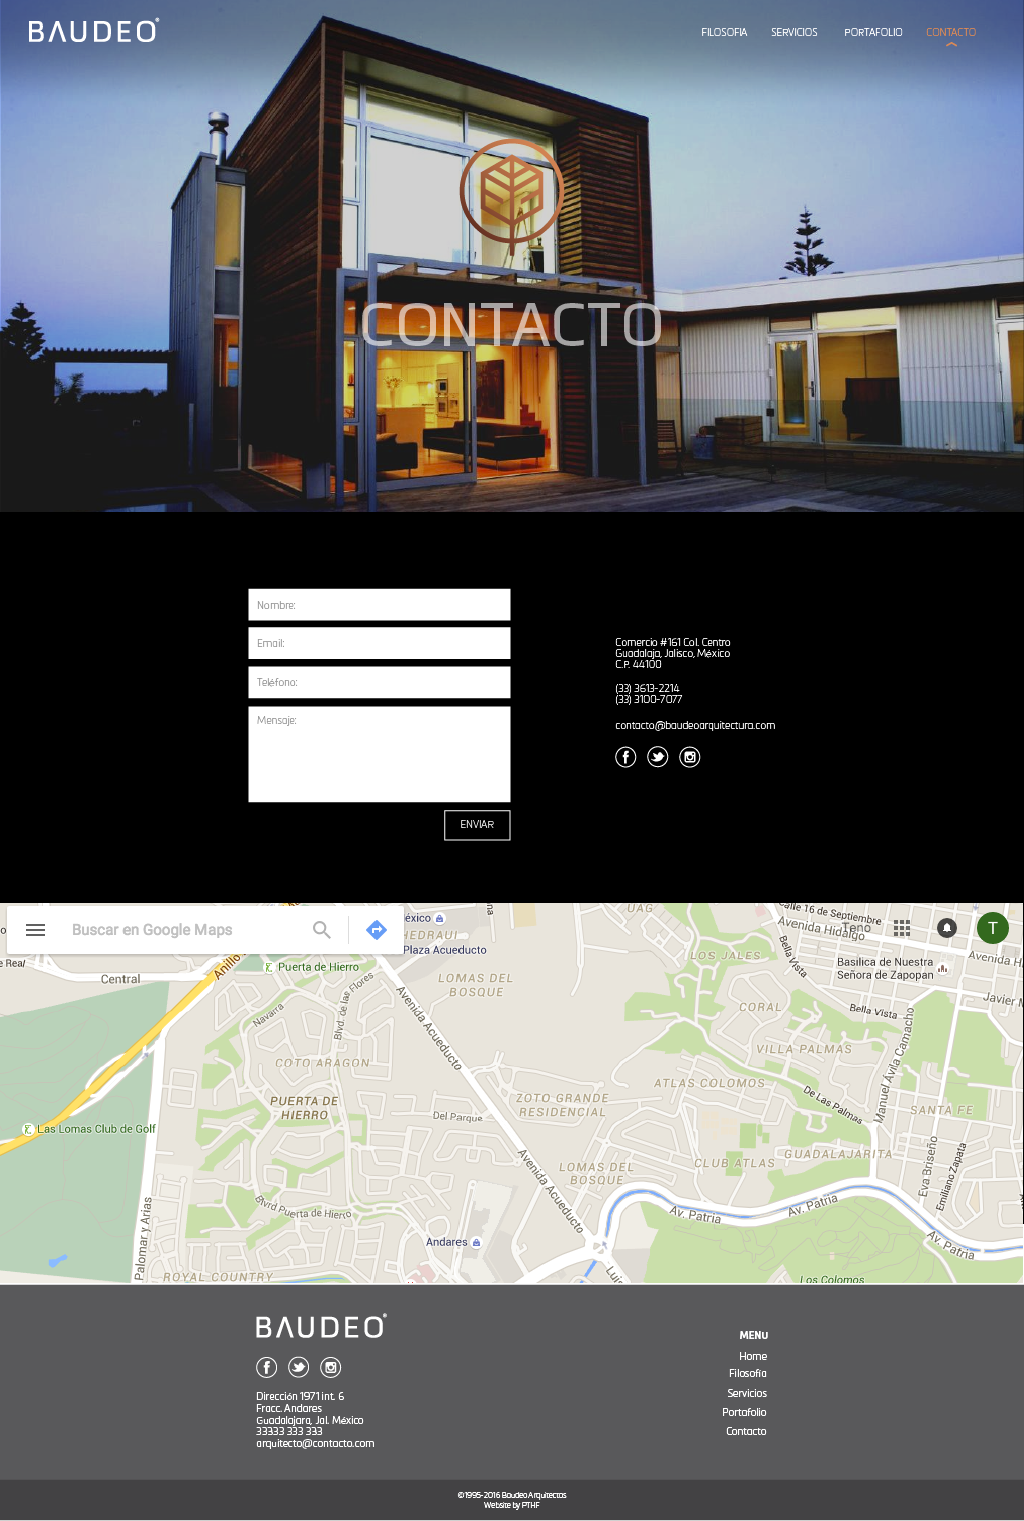 BAUDEO®
FILOSOFIA SERVICIOS PORTAFOLIO CONTACTO
CONTACTO
Nombre:
Email:
Teléfono:
Mensaje:
ENVIAR
Comercio #161 Col. Centro
Guadalaja, Jalisco, México
C.P. 44100
(33) 3613-2214
(33) 3100-7077
contacto@baudeoarquitectura.com
Buscar en Google Maps
éxico
Plaza Acueducto
Calle 16 de Septiembre
Teno
T
Bella Vista
LOS JALES
Basilica de Nuestra
Señora de Zapopan
Avenida H
Javier M
e Real/
Central
Anillo
Puerta de Hierro
LOMAS DEL
BOSQUE
Navarra
Blvd. de las Flores
Avenida Acueducto
CORAL
Bella Vista
COTO ARAGON
VILLA PALMAS
Manuel Ávila Camacho
ATLAS COLOMOS
De Las Palmas
PUERTA DE
HIERRO
ZOTO GRANDE
RESIDENCIAL
SANTA FE
Del Parque
Las Lomas Club de Golf
GUADALAJARITA
CLUB ATLAS
LOMAS DEL
BOSQUE
Eva Briseño
Emiliano Zapata
Avenida Acueducto
Blvrd Puerta de Hierro
Av. Patria
Av. Patria
Av. Patria
Palomar y Arias
Andares
Luis
ROYAL COUNTRY
Los Colomos
BAUDEO®
Dirección 1971 int. 6
Fracc. Andares
Guadalajara, Jal. México
33333 333 333
arquitecto@contacto.com
MENU
Home
Filosofía
Servicios
Portafolio
Contacto
©1995-2016 Baudeo Arquitectos
Website by PTHF